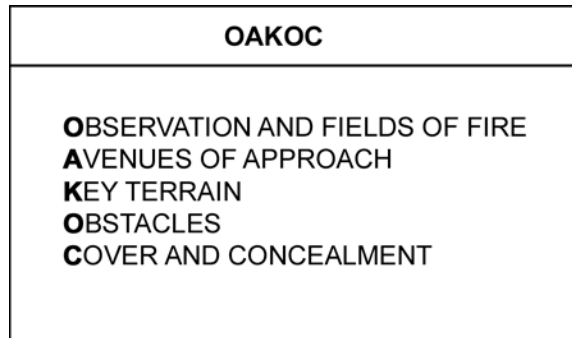 OAKOC
OBSERVATION AND FIELDS OF FIRE
AVENUES OF APPROACH
KEY TERRAIN
OBSTACLES
COVER AND CONCEALMENT